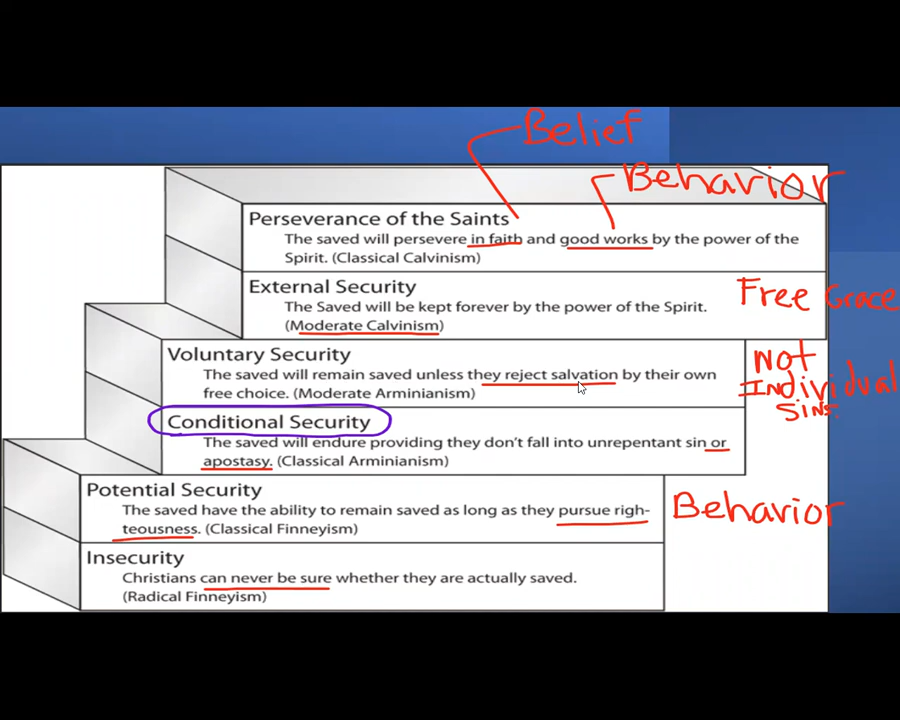 Belief
Behavior
Perseverance of the Saints
The saved will persevere in faith and good works by the power of the
Spirit. (Classical Calvinism)
External Security
The Saved will be kept forever by the power of the Spirit.
(Moderate Calvinism)
Free Grace
Voluntary Security
The saved will remain saved unless they reject salvation by their own
free choice. (Moderate Arminianism)
Not
Individual
Sins.
Conditional Security
The saved will endure providing they don't fall into unrepentant sin or
apostasy. (Classical Arminianism)
Potential Security
The saved have the ability to remain saved as long as they pursue righ-
teousness. (Classical Finneyism)
Behavior
Insecurity
Christians can never be sure whether they are actually saved.
(Radical Finneyism)